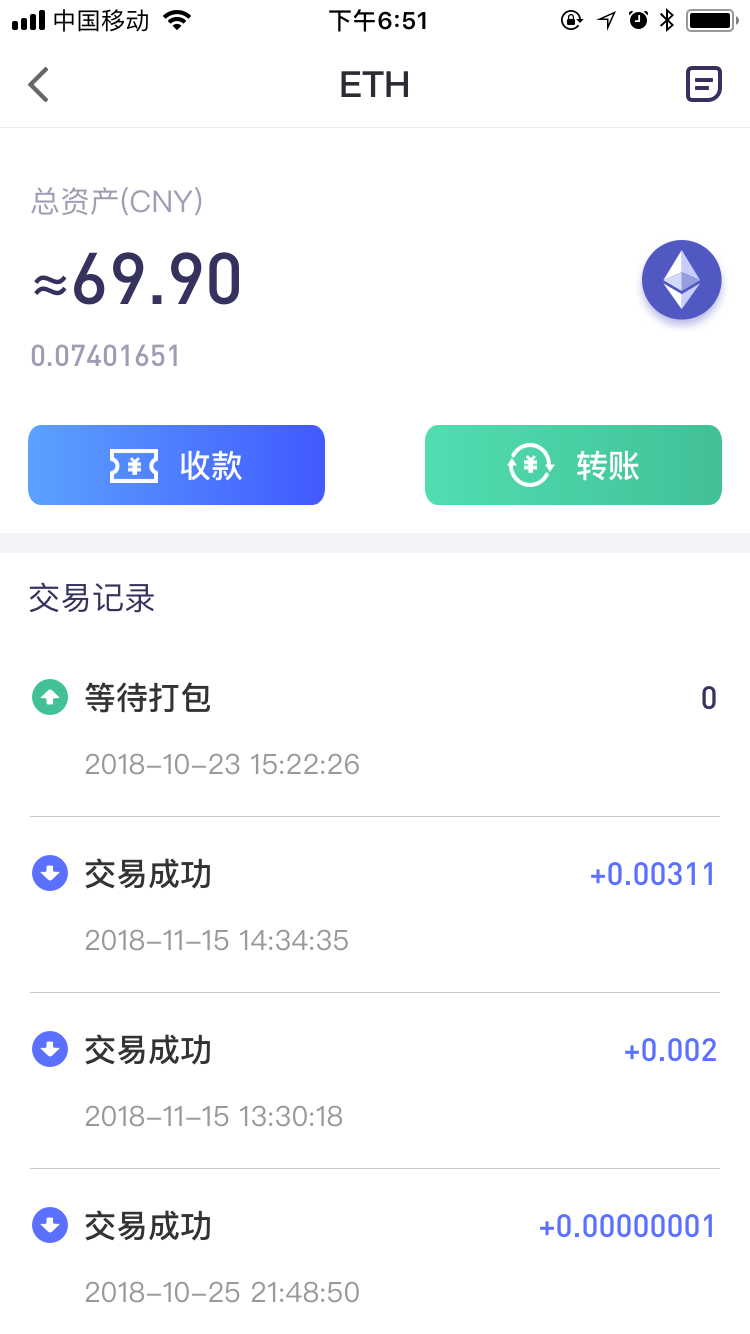 中国移动 下午6:51
ETH
总资产(CNY)
≈69.90
0.07401651
收款 转账
交易记录
等待打包 0
2018-10-23 15:22:26
交易成功 +0.00311
2018-11-15 14:34:35
交易成功 +0.002
2018-11-15 13:30:18
交易成功 +0.00000001
2018-10-25 21:48:50